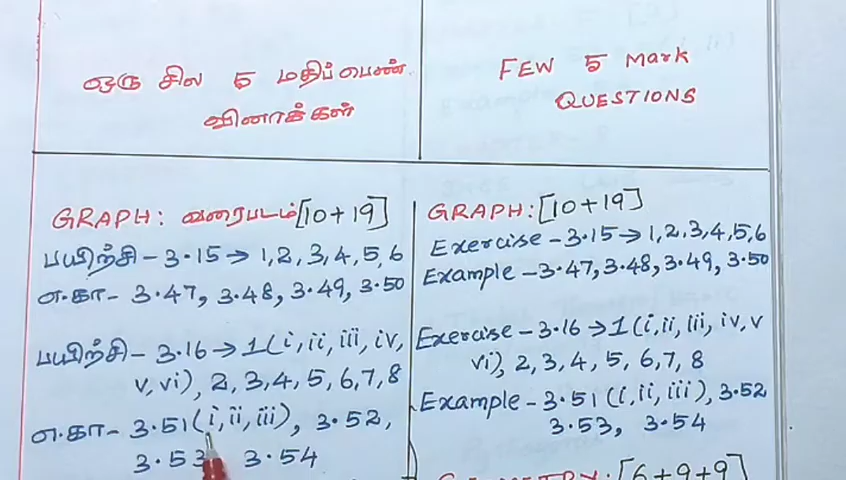 ஒரு சில 5 மதிப்பெண்
வினாக்கள்
GRAPH: வரைபடம் [10+19]
பயிற்சி - 3.15 → 1, 2, 3, 4, 5, 6
எ.கா - 3.47, 3.48, 3.49, 3.50
பயிற்சி - 3.16 → 1(i, ii, iii, iv,
v, vi), 2, 3, 4, 5, 6, 7, 8
எ.கா - 3.51(i, ii, iii), 3.52,
3.53 3.54
FEW 5 Mark
QUESTIONS
GRAPH: [10+19]
Exercise - 3.15 → 1, 2, 3, 4, 5, 6
Example - 3.47, 3.48, 3.49, 3.50
Exercise - 3.16 → 1(i, ii, iii, iv, v
vi), 2, 3, 4, 5, 6, 7, 8
Example - 3.51 (i, ii, iii), 3.52
3.53, 3.54
GEOMETRY: [6+9+9]